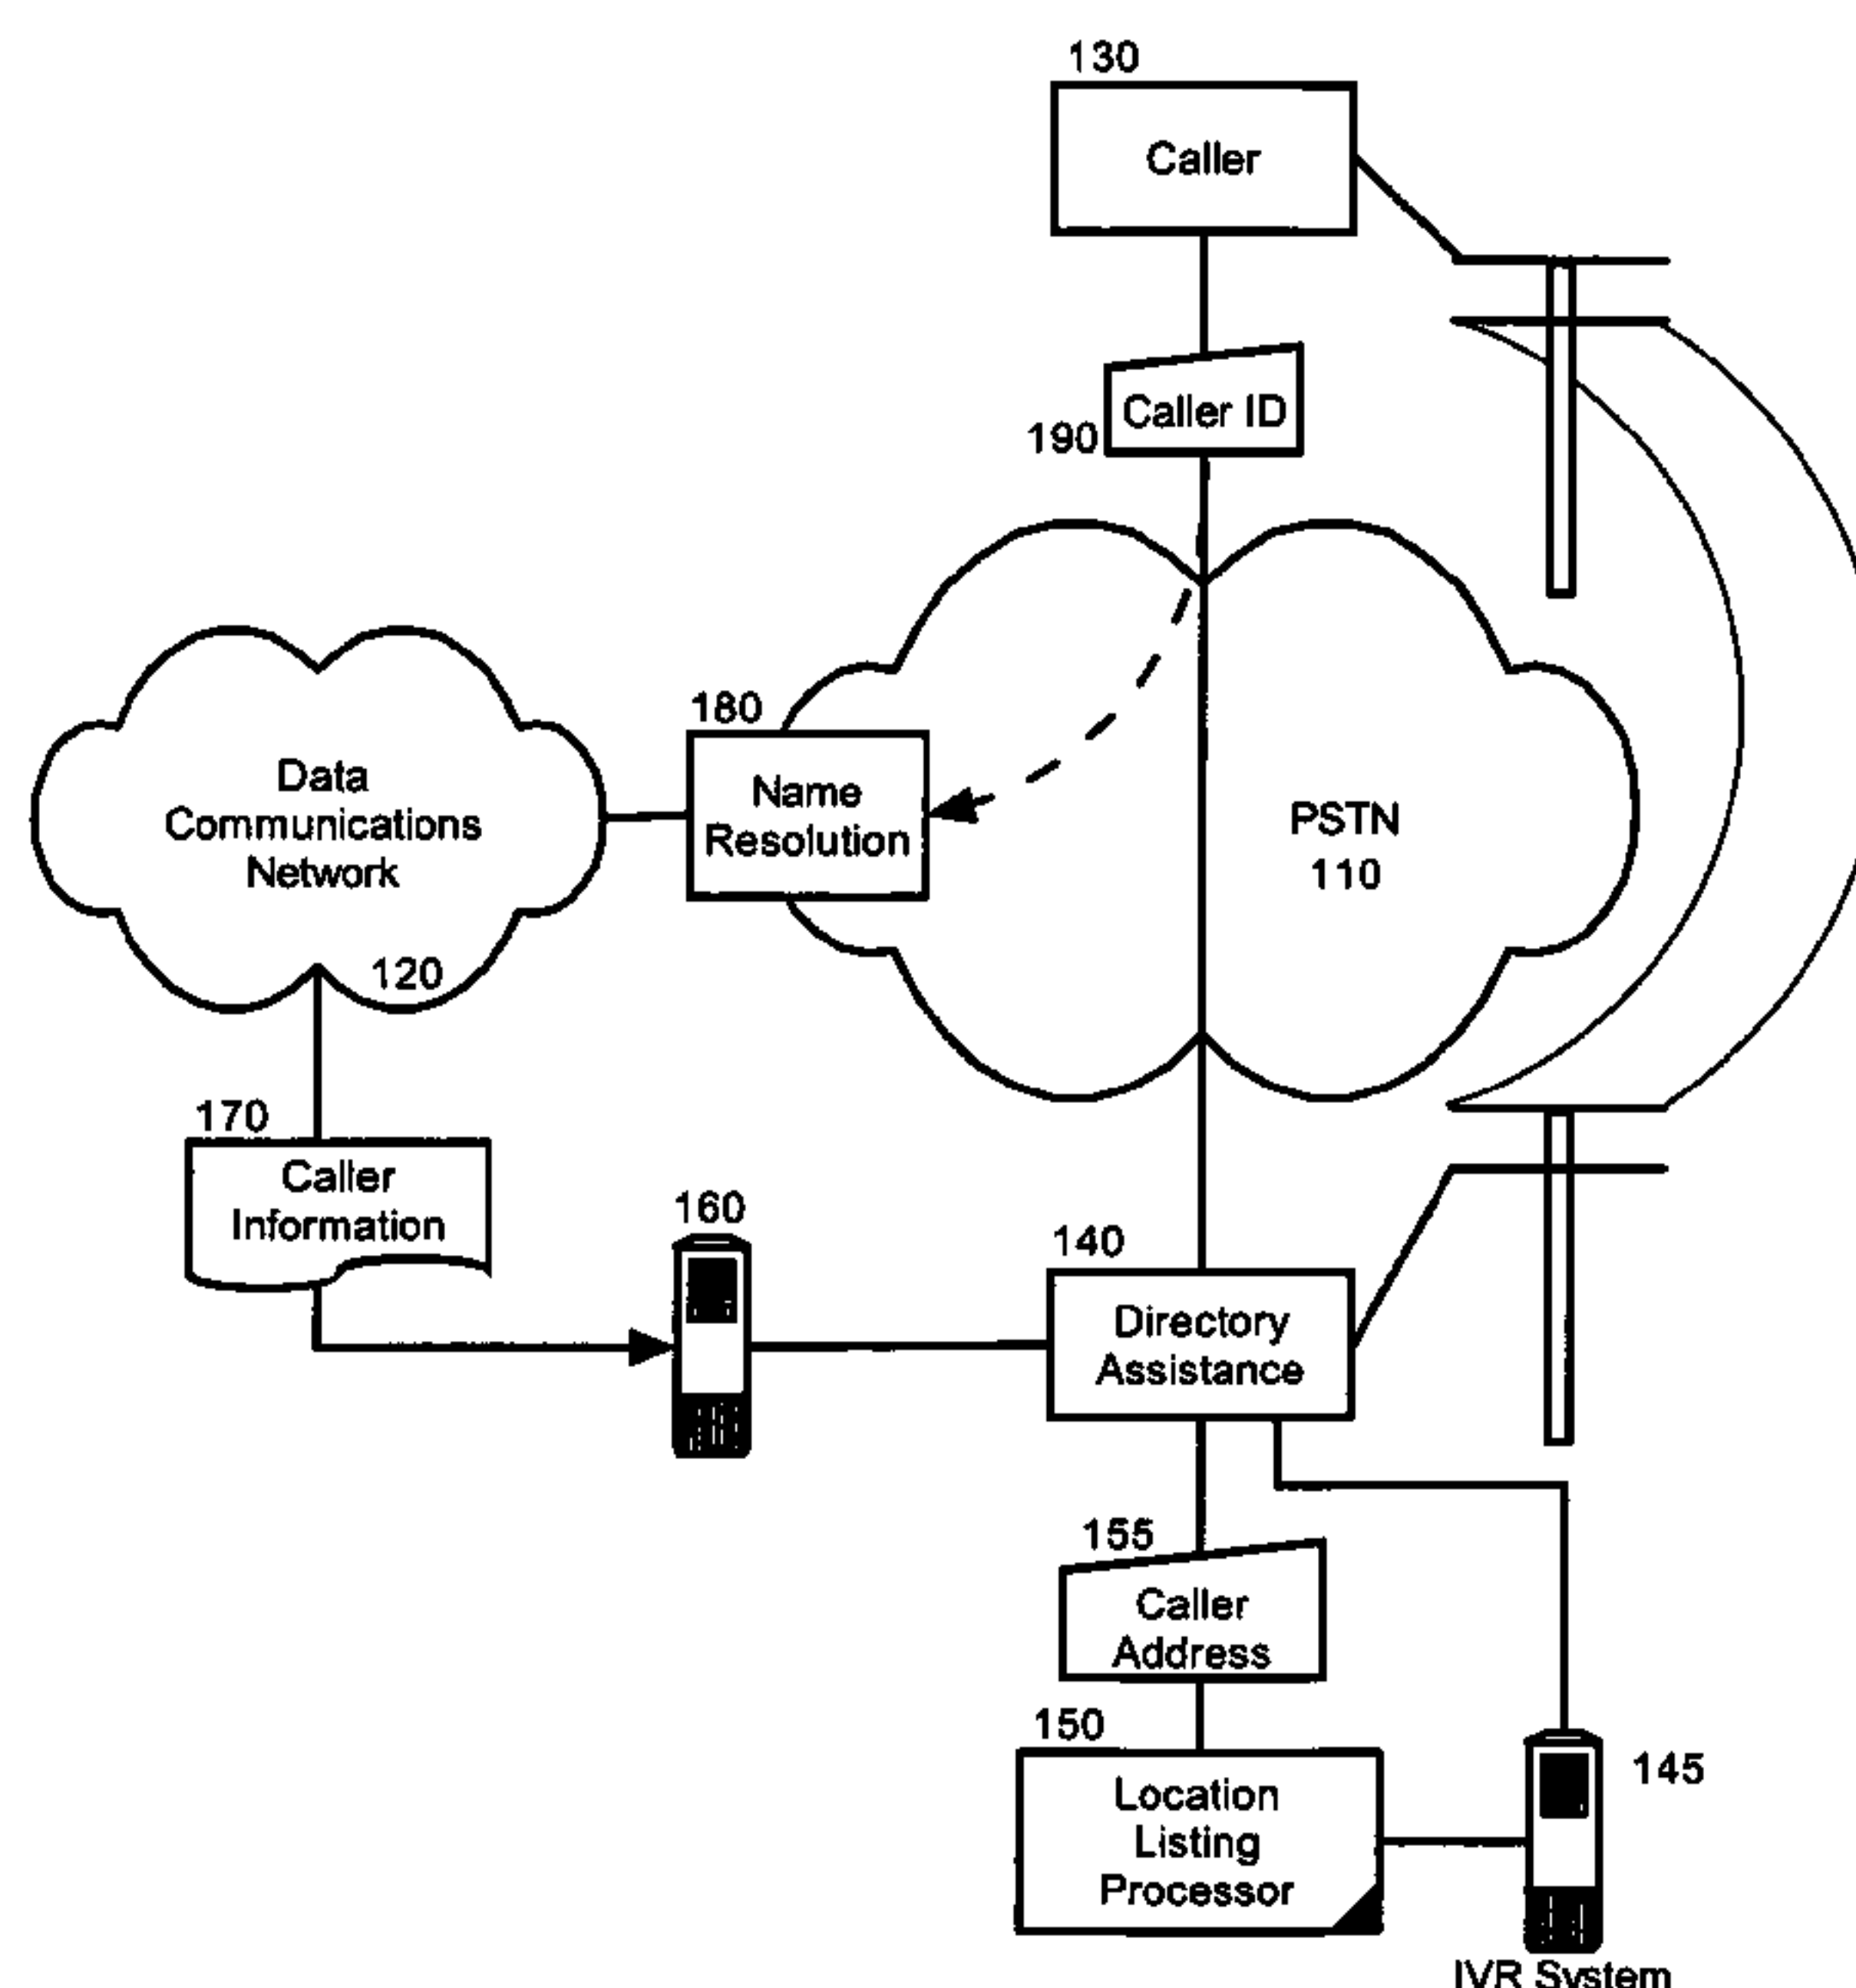 130
Caller
Caller ID
190
180
Name
Resolution
Data
Communications
Network
120
PSTN
110
170
Caller
Information
160
140
Directory
Assistance
155
Caller
Address
150
Location
Listing
Processor
145
IVR System